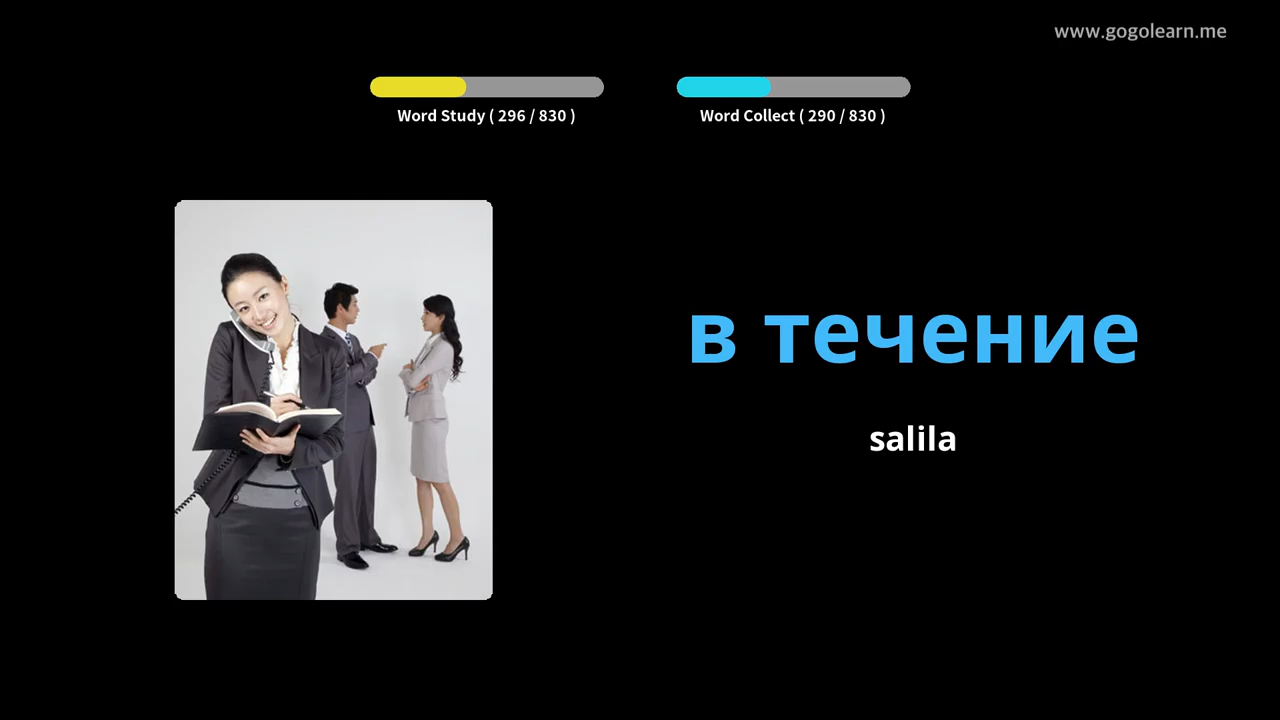 www.gogolearn.me
Word Study ( 296 / 830 )
Word Collect ( 290 / 830 )
в течение
salila